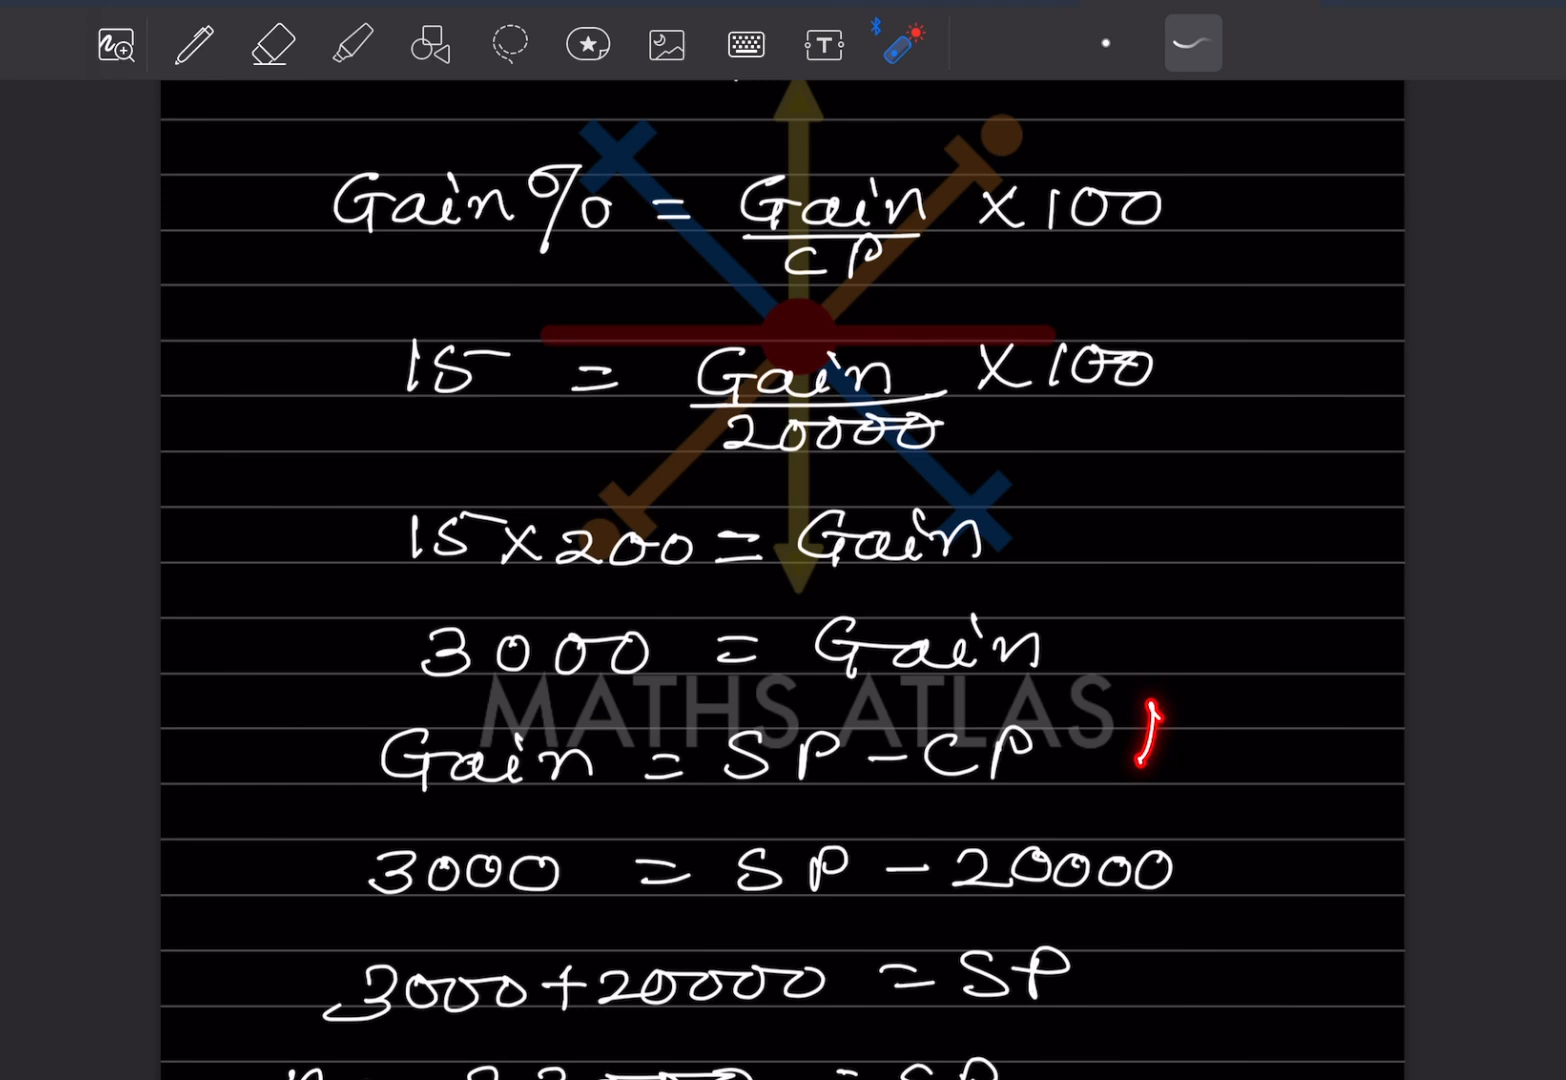 Gain % = Gain / CP × 100
15 = Gain / 20000 × 100
15 × 200 = Gain
3000 = Gain
MATHS ATLAS
Gain = SP - CP
3000 = SP - 20000
3000 + 20000 = SP
= SP